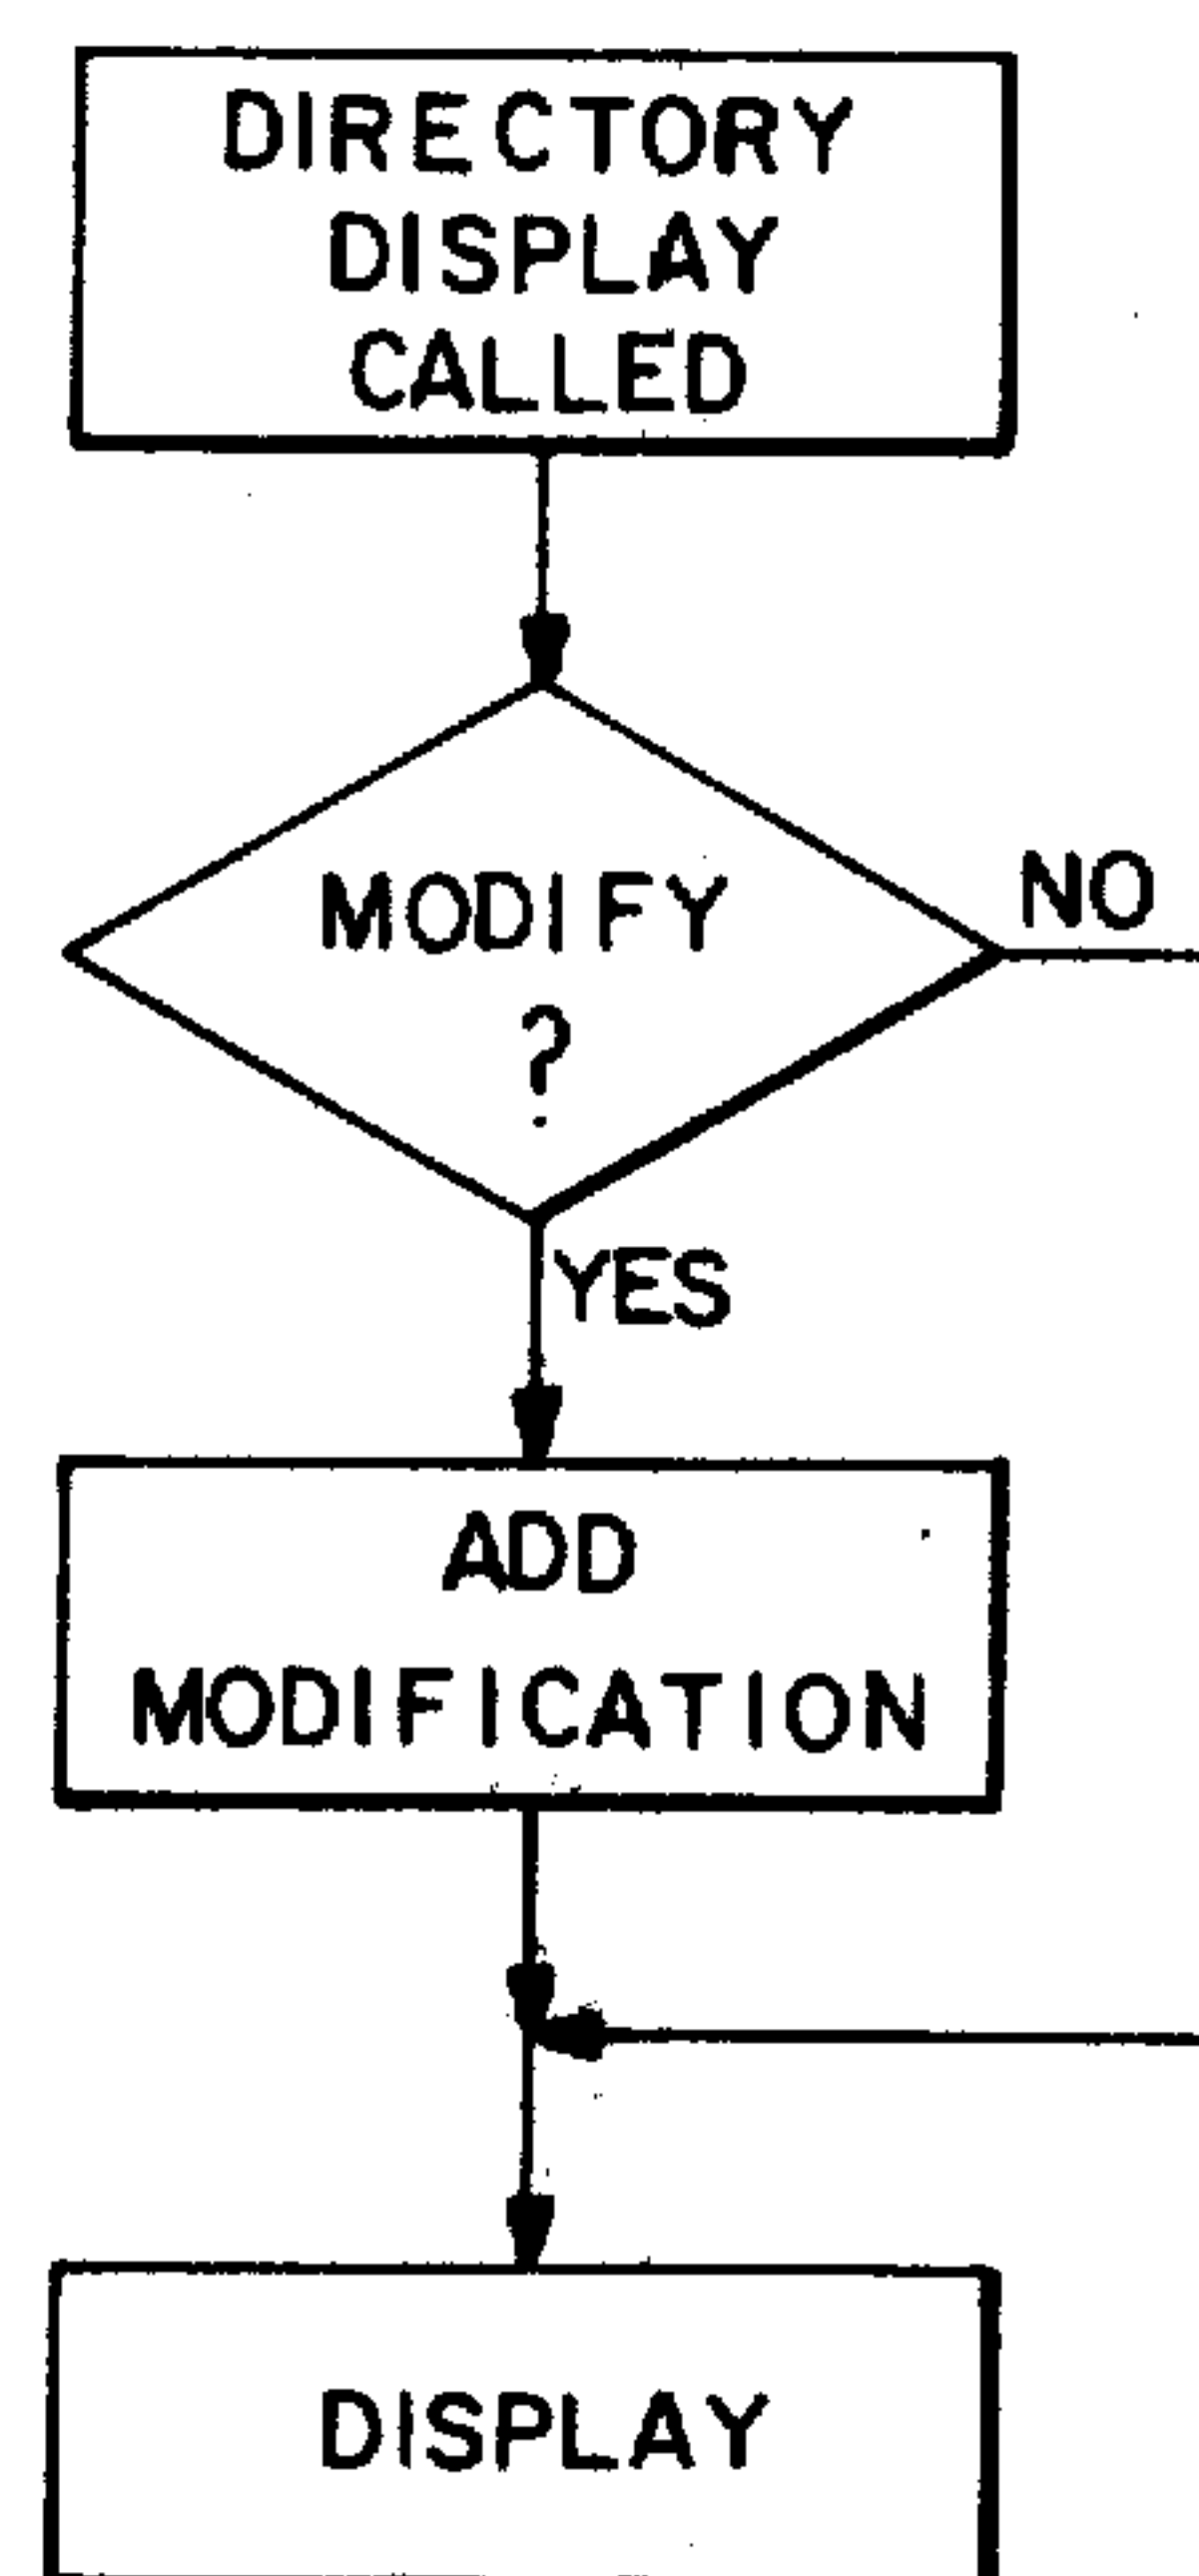 DIRECTORY
DISPLAY
CALLED
MODIFY
?
NO
YES
ADD
MODIFICATION
DISPLAY